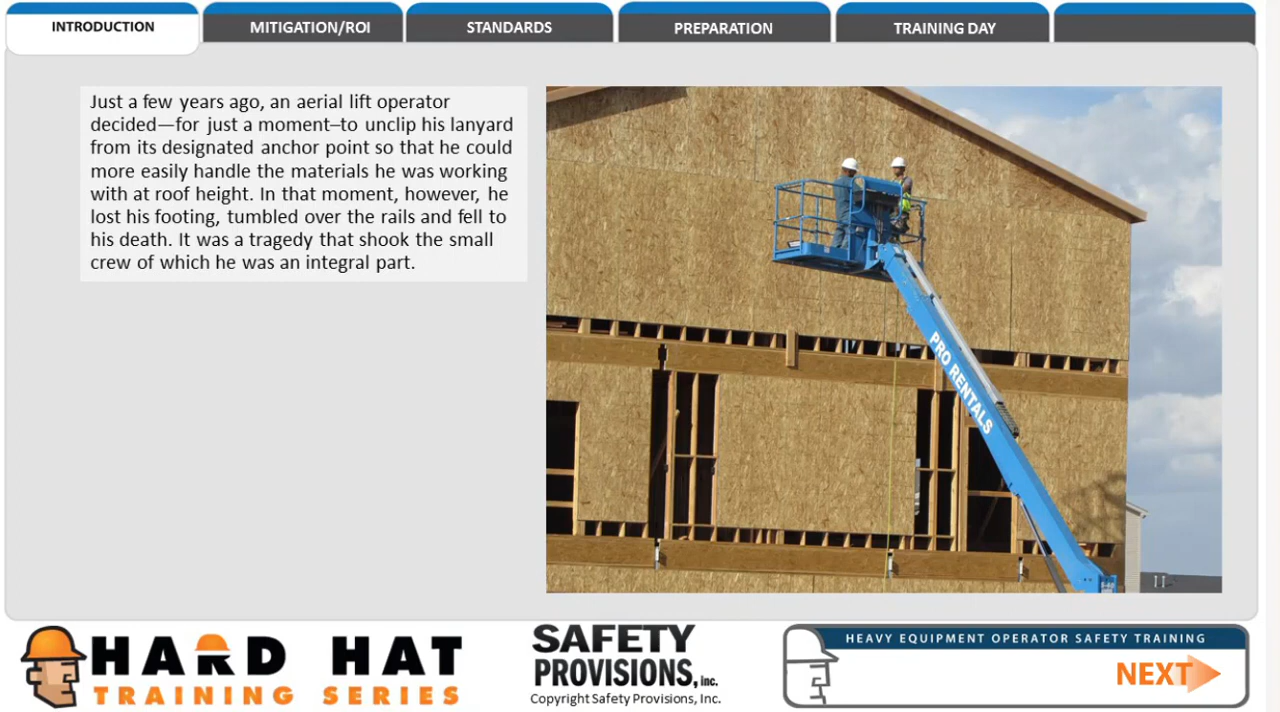 INTRODUCTION
MITIGATION/ROI
STANDARDS
PREPARATION
TRAINING DAY
Just a few years ago, an aerial lift operator
decided—for just a moment–to unclip his lanyard
from its designated anchor point so that he could
more easily handle the materials he was working
with at roof height. In that moment, however, he
lost his footing, tumbled over the rails and fell to
his death. It was a tragedy that shook the small
crew of which he was an integral part.
PRO RENTALS
HARD HAT
TRAINING SERIES
SAFETY
PROVISIONS, inc.
Copyright Safety Provisions, Inc.
HEAVY EQUIPMENT OPERATOR SAFETY TRAINING
NEXT